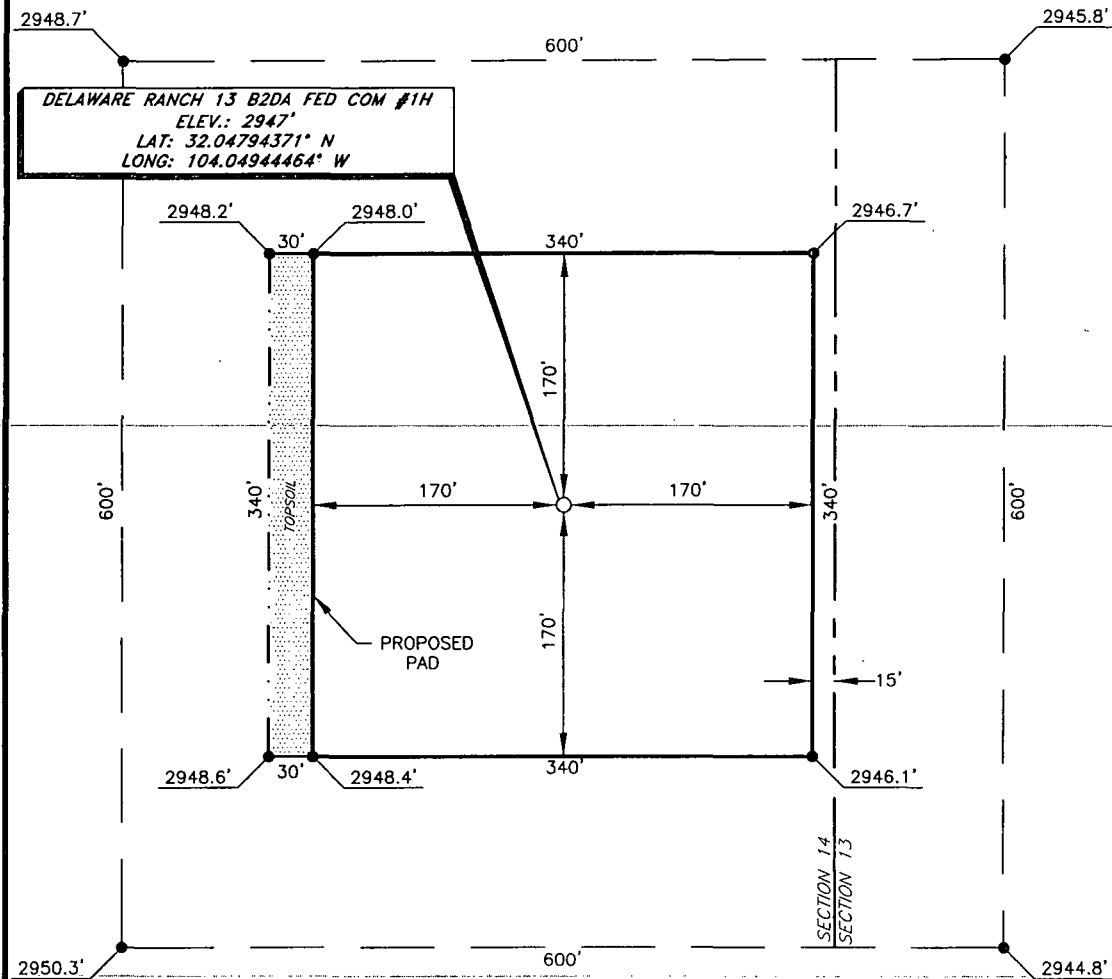 2948.7'
2945.8'
600'
DELAWARE RANCH 13 B2DA FED COM #1H
ELEV.: 2947'
LAT: 32.04794371° N
LONG: 104.04944464° W
2948.2'
2948.0'
2946.7'
30'
340'
170'
600'
340'
TOPSOIL
170'
170'
340'
600'
170'
PROPOSED
PAD
15'
2948.6'
30'
2948.4'
340'
2946.1'
SECTION 14
SECTION 13
2950.3'
600'
2944.8'